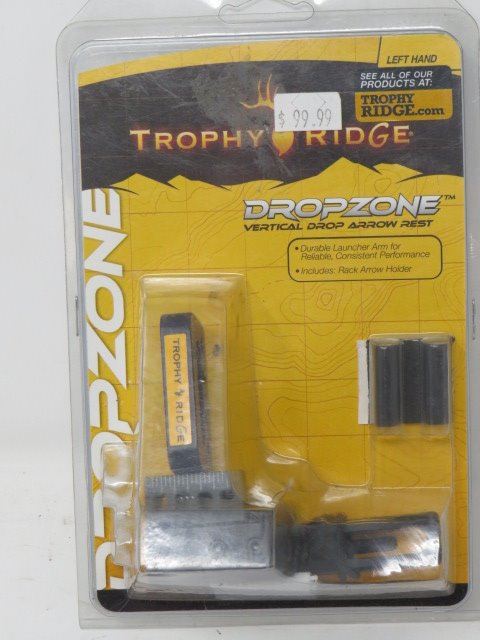 LEFT HAND
SEE ALL OF OUR
PRODUCTS AT:
TROPHY
RIDGE.com
$ 99.99
TROPHY RIDGE®
DROPZONE™
VERTICAL DROP ARROW REST
• Durable Launcher Arm for
Reliable, Consistent Performance
• Includes: Rack Arrow Holder
DROPZONE
TROPHY RIDGE